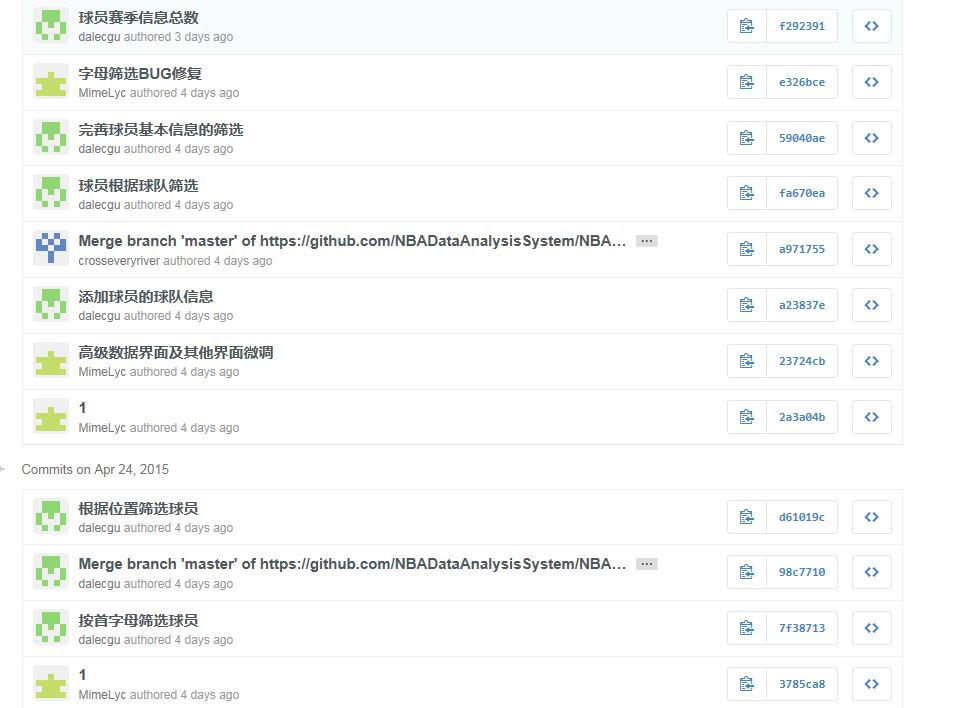 球员赛季信息总数
dalecgu authored 3 days ago
f292391
字母筛选BUG修复
MimeLyc authored 4 days ago
e326bce
完善球员基本信息的筛选
dalecgu authored 4 days ago
59040ae
球员根据球队筛选
dalecgu authored 4 days ago
fa670ea
Merge branch 'master' of https://github.com/NBADataAnalysisSystem/NBA… …
crosseveryriver authored 4 days ago
a971755
添加球员的球队信息
dalecgu authored 4 days ago
a23837e
高级数据界面及其他界面微调
MimeLyc authored 4 days ago
23724cb
1
MimeLyc authored 4 days ago
2a3a04b
Commits on Apr 24, 2015
根据位置筛选球员
dalecgu authored 4 days ago
d61019c
Merge branch 'master' of https://github.com/NBADataAnalysisSystem/NBA… …
dalecgu authored 4 days ago
98c7710
按首字母筛选球员
dalecgu authored 4 days ago
7f38713
1
MimeLyc authored 4 days ago
3785ca8